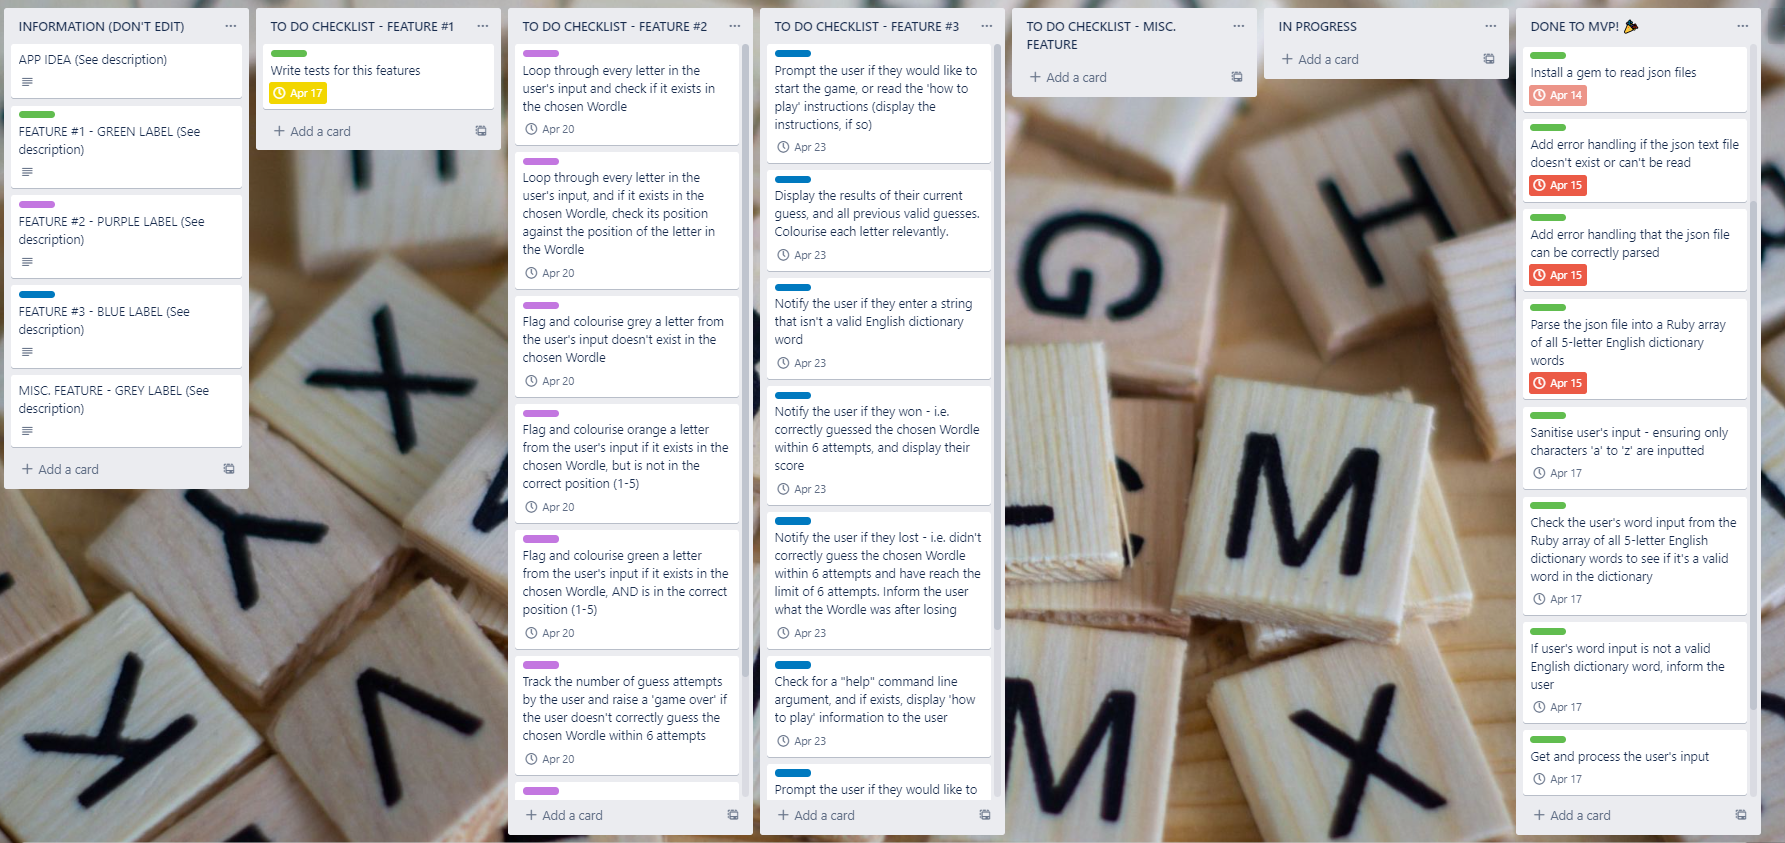 INFORMATION (DON'T EDIT)
APP IDEA (See description)
FEATURE #1 - GREEN LABEL (See
description)
FEATURE #2 - PURPLE LABEL (See
description)
FEATURE #3 - BLUE LABEL (See
description)
MISC. FEATURE - GREY LABEL (See
description)
+ Add a card
TO DO CHECKLIST - FEATURE #1
Write tests for this features
Apr 17
+ Add a card
TO DO CHECKLIST - FEATURE #2
Loop through every letter in the
user's input and check if it exists in
the chosen Wordle
Apr 20
Loop through every letter in the
user's input, and if it exists in the
chosen Wordle, check its position
against the position of the letter in
the Wordle
Apr 20
Flag and colourise grey a letter from
the user's input doesn't exist in the
chosen Wordle
Apr 20
Flag and colourise orange a letter
from the user's input if it exists in the
chosen Wordle, but is not in the
correct position (1-5)
Apr 20
Flag and colourise green a letter
from the user's input if it exists in the
chosen Wordle, AND is in the correct
position (1-5)
Apr 20
Track the number of guess attempts
by the user and raise a 'game over' if
the user doesn't correctly guess the
chosen Wordle within 6 attempts
Apr 20
+ Add a card
TO DO CHECKLIST - FEATURE #3
Prompt the user if they would like to
start the game, or read the 'how to
play' instructions (display the
instructions, if so)
Apr 23
Display the results of their current
guess, and all previous valid guesses.
Colourise each letter relevantly.
Apr 23
Notify the user if they enter a string
that isn't a valid English dictionary
word
Apr 23
Notify the user if they won - i.e.
correctly guessed the chosen Wordle
within 6 attempts, and display their
score
Apr 23
Notify the user if they lost - i.e. didn't
correctly guess the chosen Wordle
within 6 attempts and have reach the
limit of 6 attempts. Inform the user
what the Wordle was after losing
Apr 23
Check for a "help" command line
argument, and if exists, display 'how
to play' information to the user
Apr 23
Prompt the user if they would like to
+ Add a card
TO DO CHECKLIST - MISC.
FEATURE
+ Add a card
IN PROGRESS
+ Add a card
DONE TO MVP! 🎉
Install a gem to read json files
Apr 14
Add error handling if the json text file
doesn't exist or can't be read
Apr 15
Add error handling that the json file
can be correctly parsed
Apr 15
Parse the json file into a Ruby array
of all 5-letter English dictionary
words
Apr 15
Sanitise user's input - ensuring only
characters 'a' to 'z' are inputted
Apr 17
Check the user's word input from the
Ruby array of all 5-letter English
dictionary words to see if it's a valid
word in the dictionary
Apr 17
If user's word input is not a valid
English dictionary word, inform the
user
Apr 17
Get and process the user's input
Apr 17
+ Add a card
X
Y
K
V
G
H
M
M
X